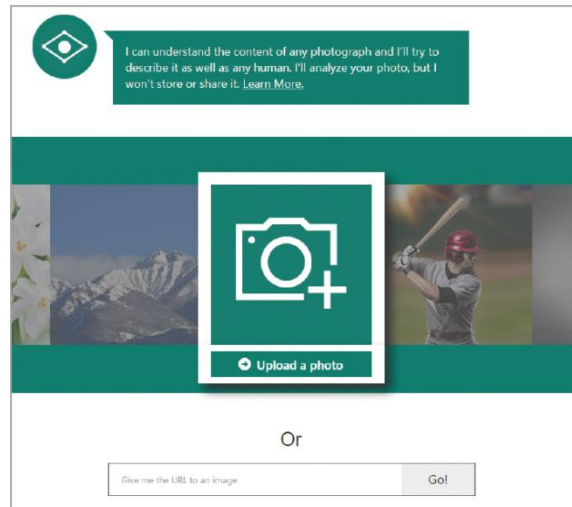 I can understand the content of any photograph and I'll try to
describe it as well as any human. I'll analyze your photo, but I
won't store or share it. Learn More.
Upload a photo
Or
Give me the URL to an image
Go!